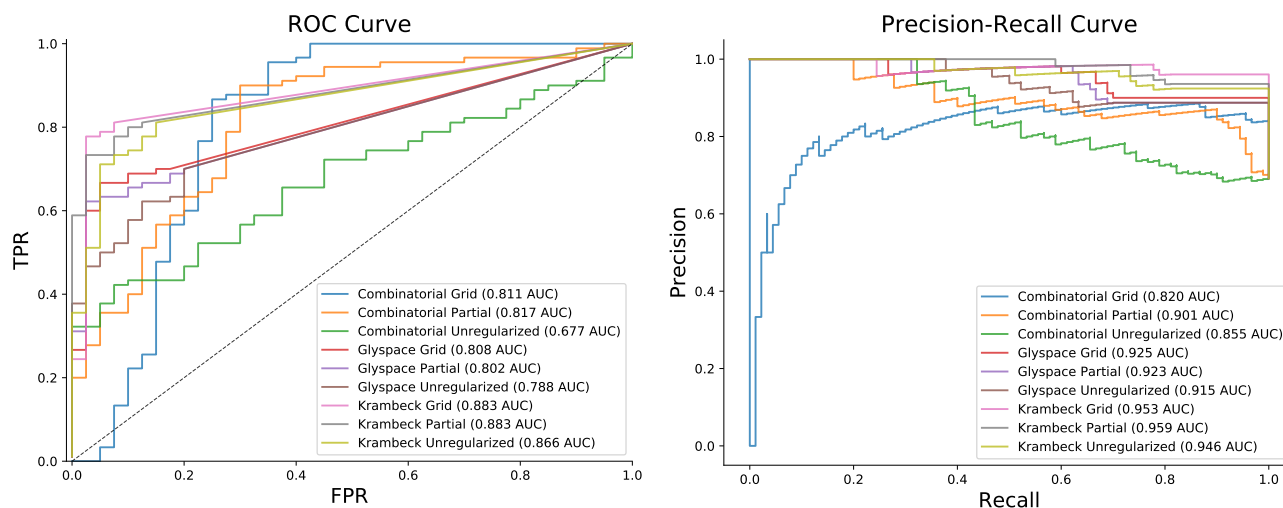 ROC Curve
1.0
0.8
0.6
0.4
0.2
0.0
TPR
0.0
0.2
0.4
0.6
0.8
1.0
FPR
Combinatorial Grid (0.811 AUC)
Combinatorial Partial (0.817 AUC)
Combinatorial Unregularized (0.677 AUC)
Glyspace Grid (0.808 AUC)
Glyspace Partial (0.802 AUC)
Glyspace Unregularized (0.788 AUC)
Krambeck Grid (0.883 AUC)
Krambeck Partial (0.883 AUC)
Krambeck Unregularized (0.866 AUC)
Precision-Recall Curve
1.0
0.8
0.6
0.4
0.2
0.0
Precision
0.0
0.2
0.4
0.6
0.8
1.0
Recall
Combinatorial Grid (0.820 AUC)
Combinatorial Partial (0.901 AUC)
Combinatorial Unregularized (0.855 AUC)
Glyspace Grid (0.925 AUC)
Glyspace Partial (0.923 AUC)
Glyspace Unregularized (0.915 AUC)
Krambeck Grid (0.953 AUC)
Krambeck Partial (0.959 AUC)
Krambeck Unregularized (0.946 AUC)